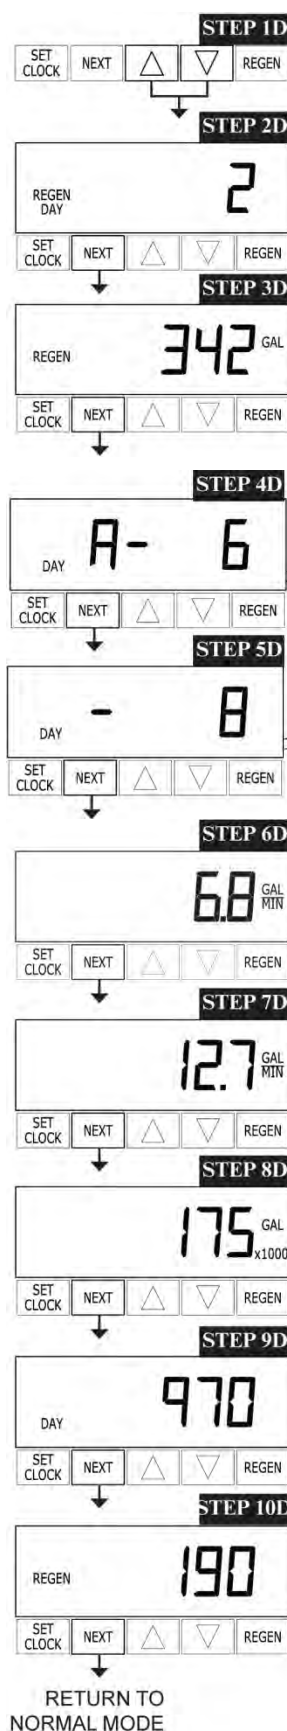 STEP 1D
SET CLOCK NEXT REGEN
STEP 2D
REGEN DAY 2
SET CLOCK NEXT REGEN
STEP 3D
REGEN 342 GAL
SET CLOCK NEXT REGEN
STEP 4D
DAY A- 6
SET CLOCK NEXT REGEN
STEP 5D
DAY - 8
SET CLOCK NEXT REGEN
STEP 6D
6.8 GAL MIN
SET CLOCK NEXT REGEN
STEP 7D
12.7 GAL MIN
SET CLOCK NEXT REGEN
STEP 8D
175 GAL x1000
SET CLOCK NEXT REGEN
STEP 9D
DAY 970
SET CLOCK NEXT REGEN
STEP 10D
REGEN 190
SET CLOCK NEXT REGEN
RETURN TO
NORMAL MODE